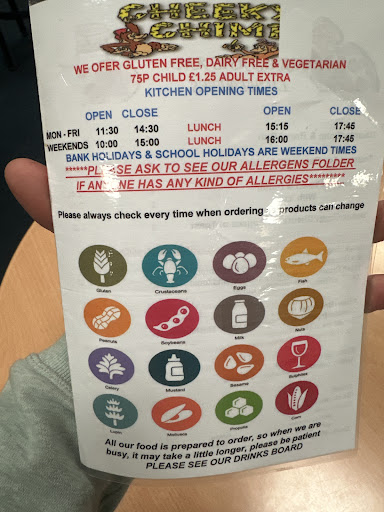 CHEEKY
CHIMP
WE OFER GLUTEN FREE, DAIRY FREE & VEGETARIAN
75P CHILD £1.25 ADULT EXTRA
KITCHEN OPENING TIMES
OPEN CLOSE OPEN CLOSE
MON - FRI 11:30 14:30 LUNCH 15:15 17:45
WEEKENDS 10:00 15:00 LUNCH 16:00 17:45
BANK HOLIDAYS & SCHOOL HOLIDAYS ARE WEEKEND TIMES
******PLEASE ASK TO SEE OUR ALLERGENS FOLDER
IF ANYONE HAS ANY KIND OF ALLERGIES*********
Please always check every time when ordering products can change
Gluten Crustaceans Eggs Fish
Peanuts Soybeans Milk Nuts
Celery Mustard Sesame Sulphites
Lupin Molluscs Corn
All our food is prepared to order, so when we are
busy, it may take a little longer, please be patient
PLEASE SEE OUR DRINKS BOARD